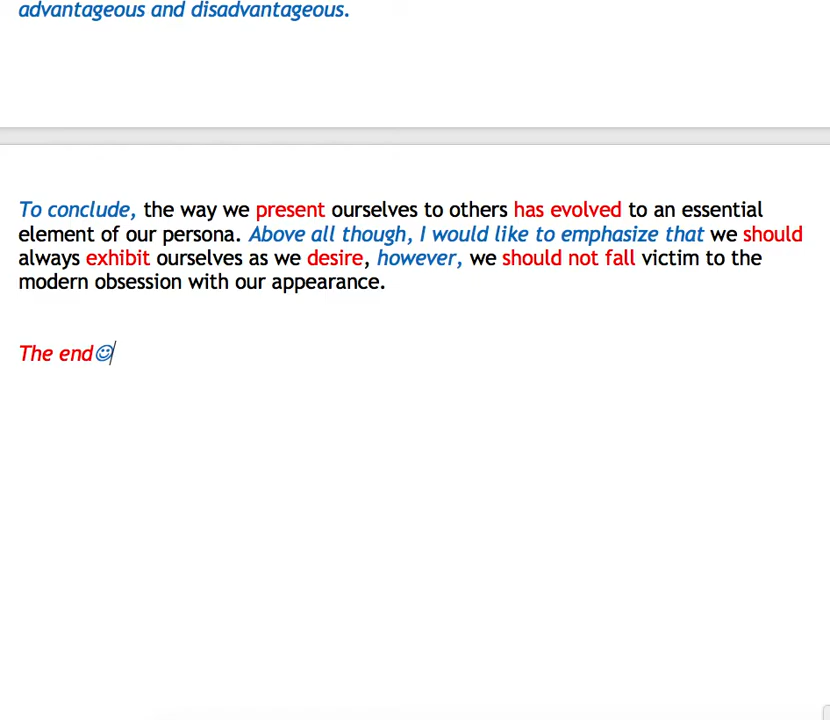 advantageous and disadvantageous.
To conclude, the way we present ourselves to others has evolved to an essential
element of our persona. Above all though, I would like to emphasize that we should
always exhibit ourselves as we desire, however, we should not fall victim to the
modern obsession with our appearance.
The end☺